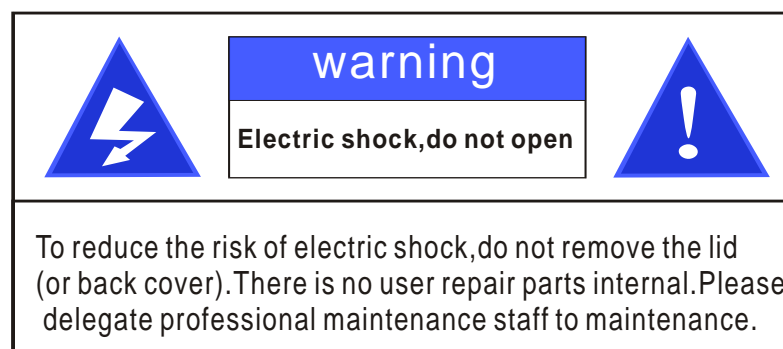 warning
Electric shock,do not open
!
To reduce the risk of electric shock,do not remove the lid
(or back cover).There is no user repair parts internal.Please
delegate professional maintenance staff to maintenance.